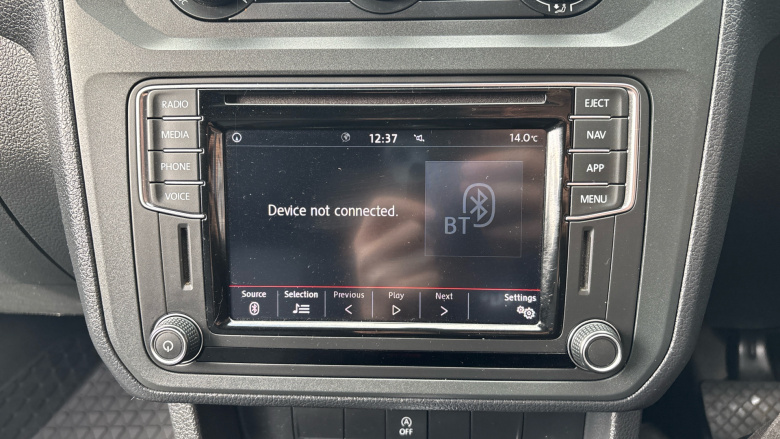 RADIO
MEDIA
PHONE
VOICE
12:37
14.0°C
Device not connected.
BT
Source
Selection
Previous
Play
Next
Settings
EJECT
NAV
APP
MENU
OFF